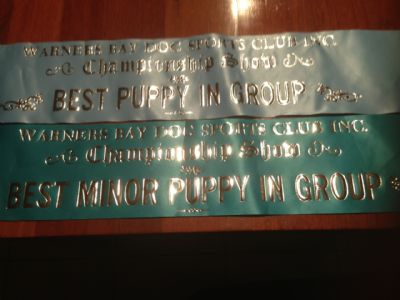 WARNERS BAY DOG SPORTS CLUB INC.
Championship Show
BEST PUPPY IN GROUP
WARNERS BAY DOG SPORTS CLUB INC.
Championship Show
BEST MINOR PUPPY IN GROUP